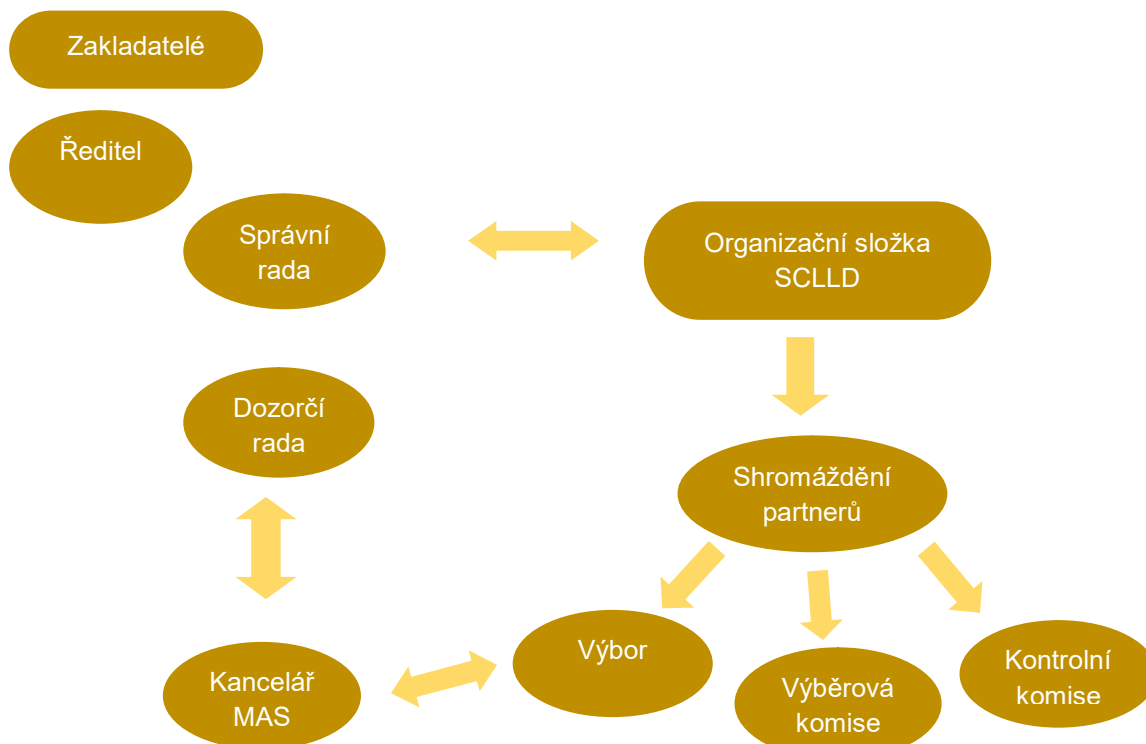 Zakladatelé
Ředitel
Správní
rada
Organizační složka
SCLLD
Dozorčí
rada
Shromáždění
partnerů
Výbor
Kancelář
MAS
Výběrová
komise
Kontrolní
komise